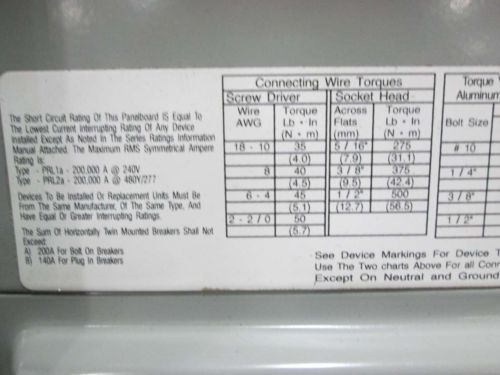 The Short Circuit Rating Of This Panelboard IS Equal To
The Lowest Current Interrupting Rating Of Any Device
Installed Except As Noted In The Series Ratings Information
Manual Attached. The Maximum RMS Symmetrical Ampere
Rating Is:
Type - PRL1a - 200,000 A @ 240V
Type - PRL2a - 200,000 A @ 480Y/277
Devices To Be Installed Or Replacement Units Must Be
From The Same Manufacturer, Of The Same Type, And
Have Equal Or Greater Interrupting Ratings.
The Sum Of Horizontally Twin Mounted Breakers Shall Not
Exceed:
A) 200A For Bolt On Breakers
B) 140A For Plug In Breakers
Connecting Wire Torques
Screw Driver Socket Head
Wire Torque Across Torque
AWG Lb · In Flats Lb · In
(N · m) (mm) (N · m)
18 - 10 35 5 / 16" 275
(4.0) (7.9) (31.1)
8 40 3 / 8" 375
(4.5) (9.5) (42.4)
6 - 4 45 1 / 2" 500
(5.1) (12.7) (56.5)
2 - 2 / 0 50
(5.7)
Torque
Aluminum
Bolt Size
# 10
1 / 4"
3 / 8"
1 / 2"
See Device Markings For Device
Use The Two charts Above For all
Except On Neutral and Ground